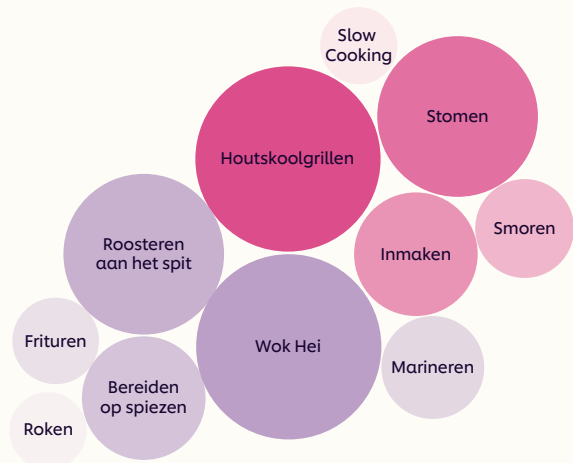 Slow
Cooking
Stomen
Houtskoolgrillen
Smoren
Roosteren
aan het spit
Inmaken
Frituren
Wok Hei
Marineren
Bereiden
op spiezen
Roken